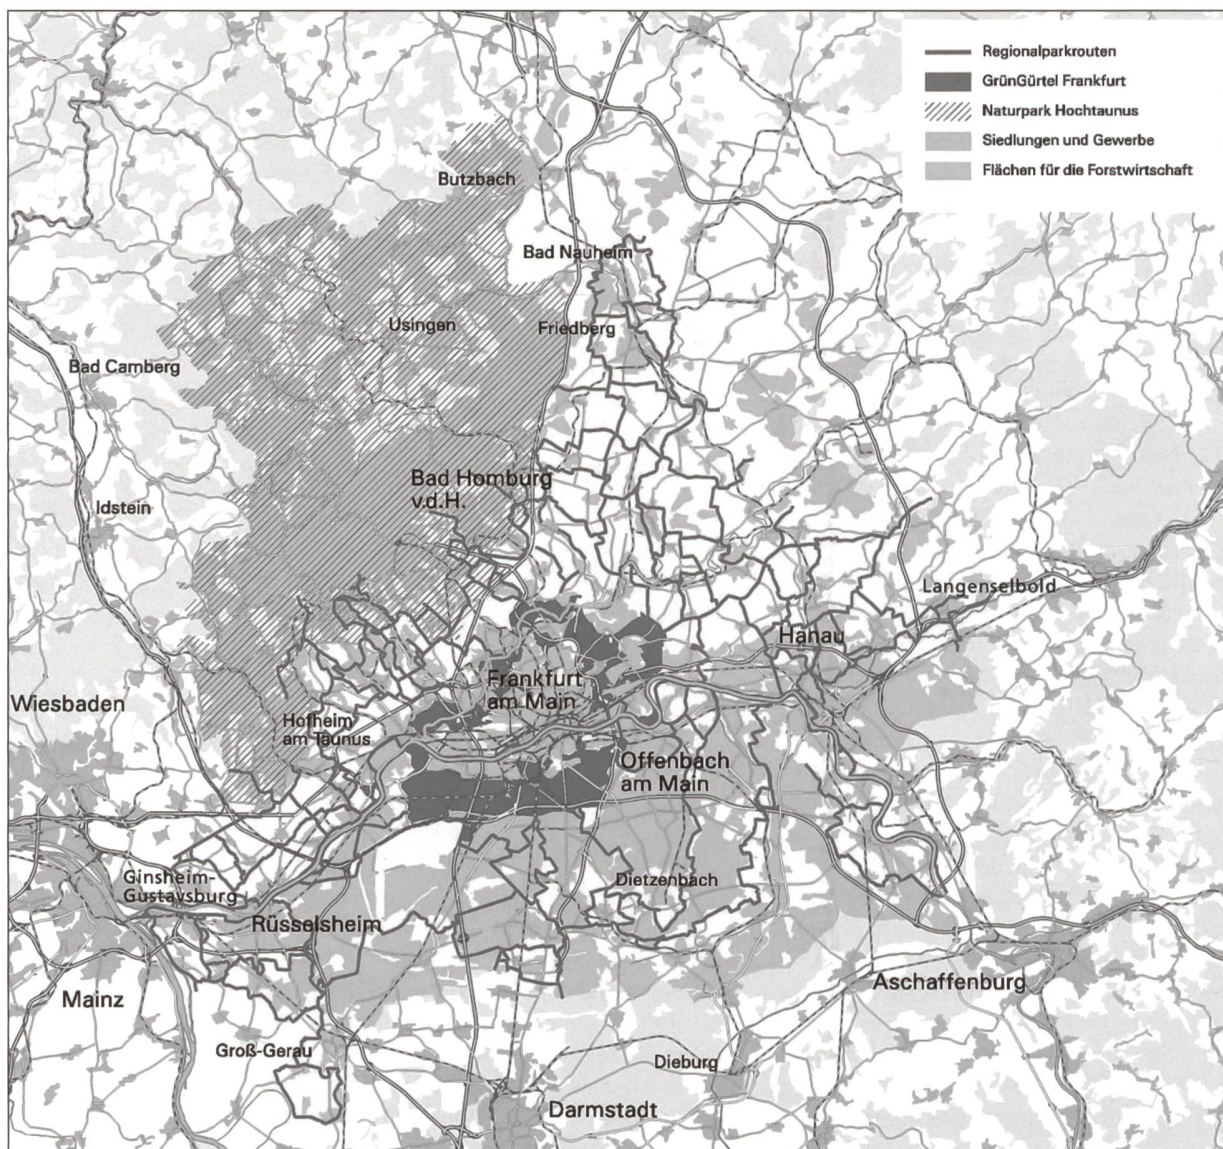 Regionalparkrouten
GrünGürtel Frankfurt
Naturpark Hochtaunus
Siedlungen und Gewerbe
Flächen für die Forstwirtschaft
Butzbach
Bad Nauheim
Usingen
Friedberg
Bad Camberg
Bad Homburg
v.d.H.
Idstein
Langenselbold
Hanau
Frankfurt
am Main
Wiesbaden
Hofheim
am Taunus
Offenbach
am Main
Ginsheim-
Gustavsburg
Dietzenbach
Rüsselsheim
Mainz
Aschaffenburg
Groß-Gerau
Dieburg
Darmstadt